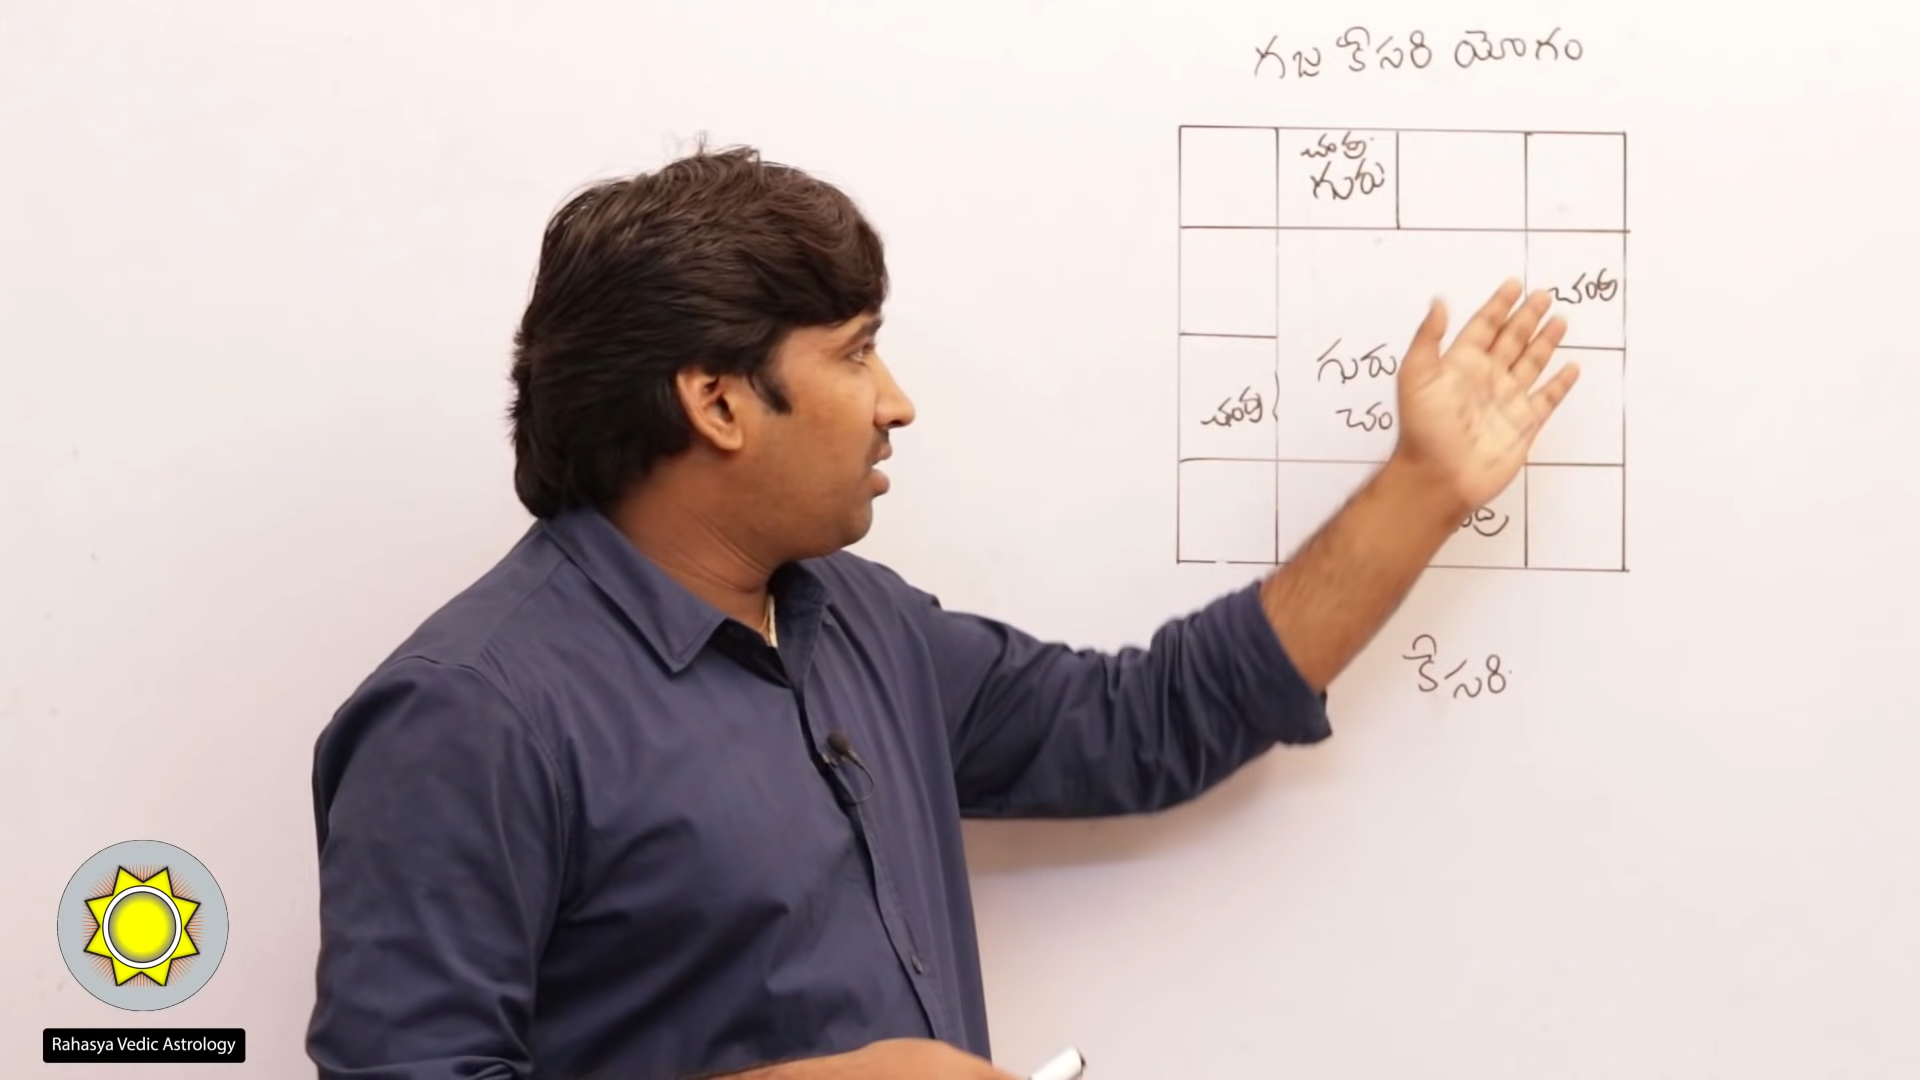 గజ కేసరి యోగం
చంద్ర
గురు
చంద్ర
గురు
చం
చంద్ర
కేసరి
Rahasya Vedic Astrology